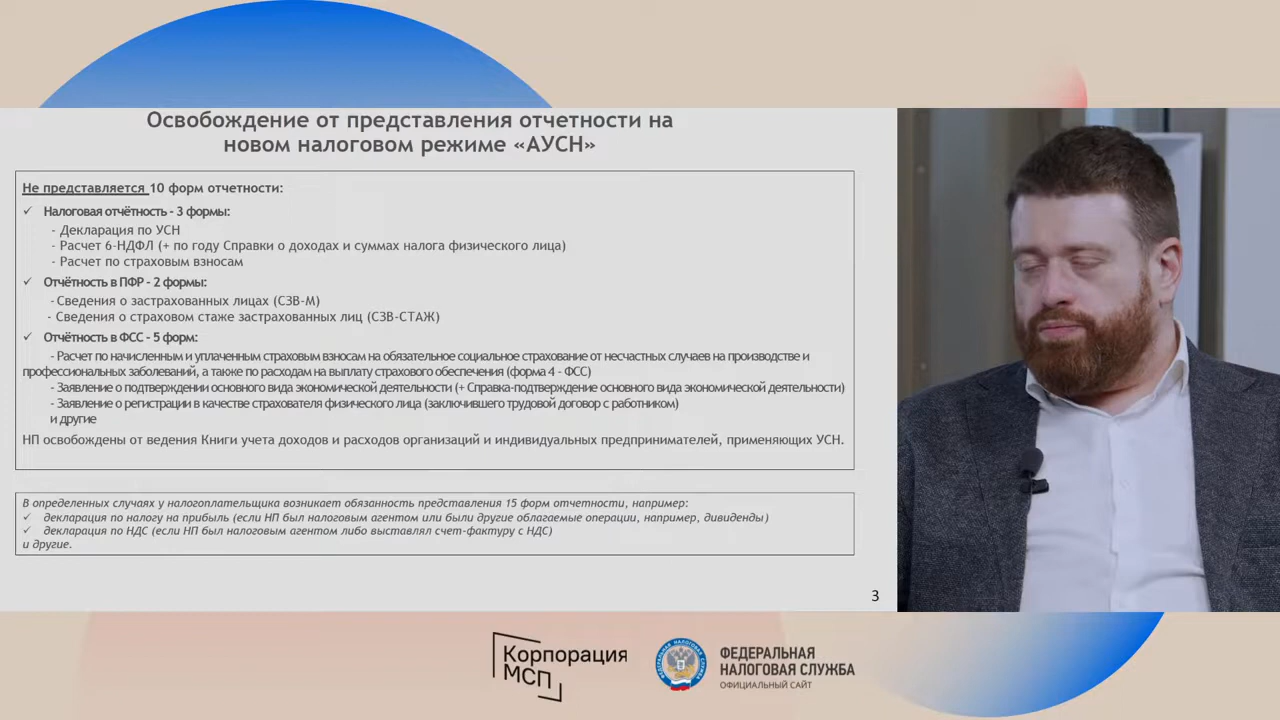 Освобождение от представления отчетности на
новом налоговом режиме «АУСН»
Не представляется 10 форм отчетности:
✓ Налоговая отчётность - 3 формы:
- Декларация по УСН
- Расчет 6-НДФЛ (+ по году Справки о доходах и суммах налога физического лица)
- Расчет по страховым взносам
✓ Отчётность в ПФР - 2 формы:
- Сведения о застрахованных лицах (СЗВ-М)
- Сведения о страховом стаже застрахованных лиц (СЗВ-СТАЖ)
✓ Отчётность в ФСС - 5 форм:
- Расчет по начисленным и уплаченным страховым взносам на обязательное социальное страхование от несчастных случаев на производстве и
профессиональных заболеваний, а также по расходам на выплату страхового обеспечения (форма 4 - ФСС)
- Заявление о подтверждении основного вида экономической деятельности (+ Справка-подтверждение основного вида экономической деятельности)
- Заявление о регистрации в качестве страхователя физического лица (заключившего трудовой договор с работником)
и другие
НП освобождены от ведения Книги учета доходов и расходов организаций и индивидуальных предпринимателей, применяющих УСН.
В определенных случаях у налогоплательщика возникает обязанность представления 15 форм отчетности, например:
✓ декларация по налогу на прибыль (если НП был налоговым агентом или были другие облагаемые операции, например, дивиденды)
✓ декларация по НДС (если НП был налоговым агентом либо выставлял счет-фактуру с НДС)
и другие.
3
Корпорация
МСП
ФЕДЕРАЛЬНАЯ
НАЛОГОВАЯ СЛУЖБА
ОФИЦИАЛЬНЫЙ САЙТ